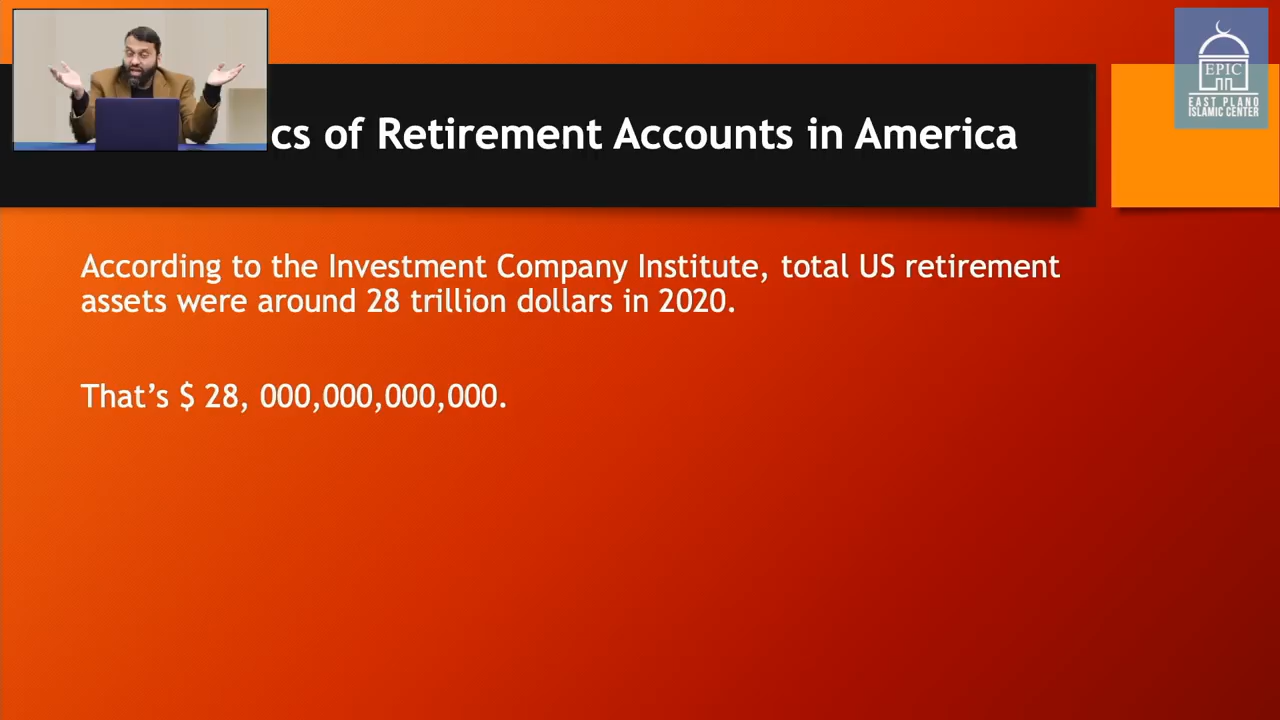 cs of Retirement Accounts in America
EPIC
EAST PLANO
ISLAMIC CENTER
According to the Investment Company Institute, total US retirement
assets were around 28 trillion dollars in 2020.
That’s $ 28, 000,000,000,000.